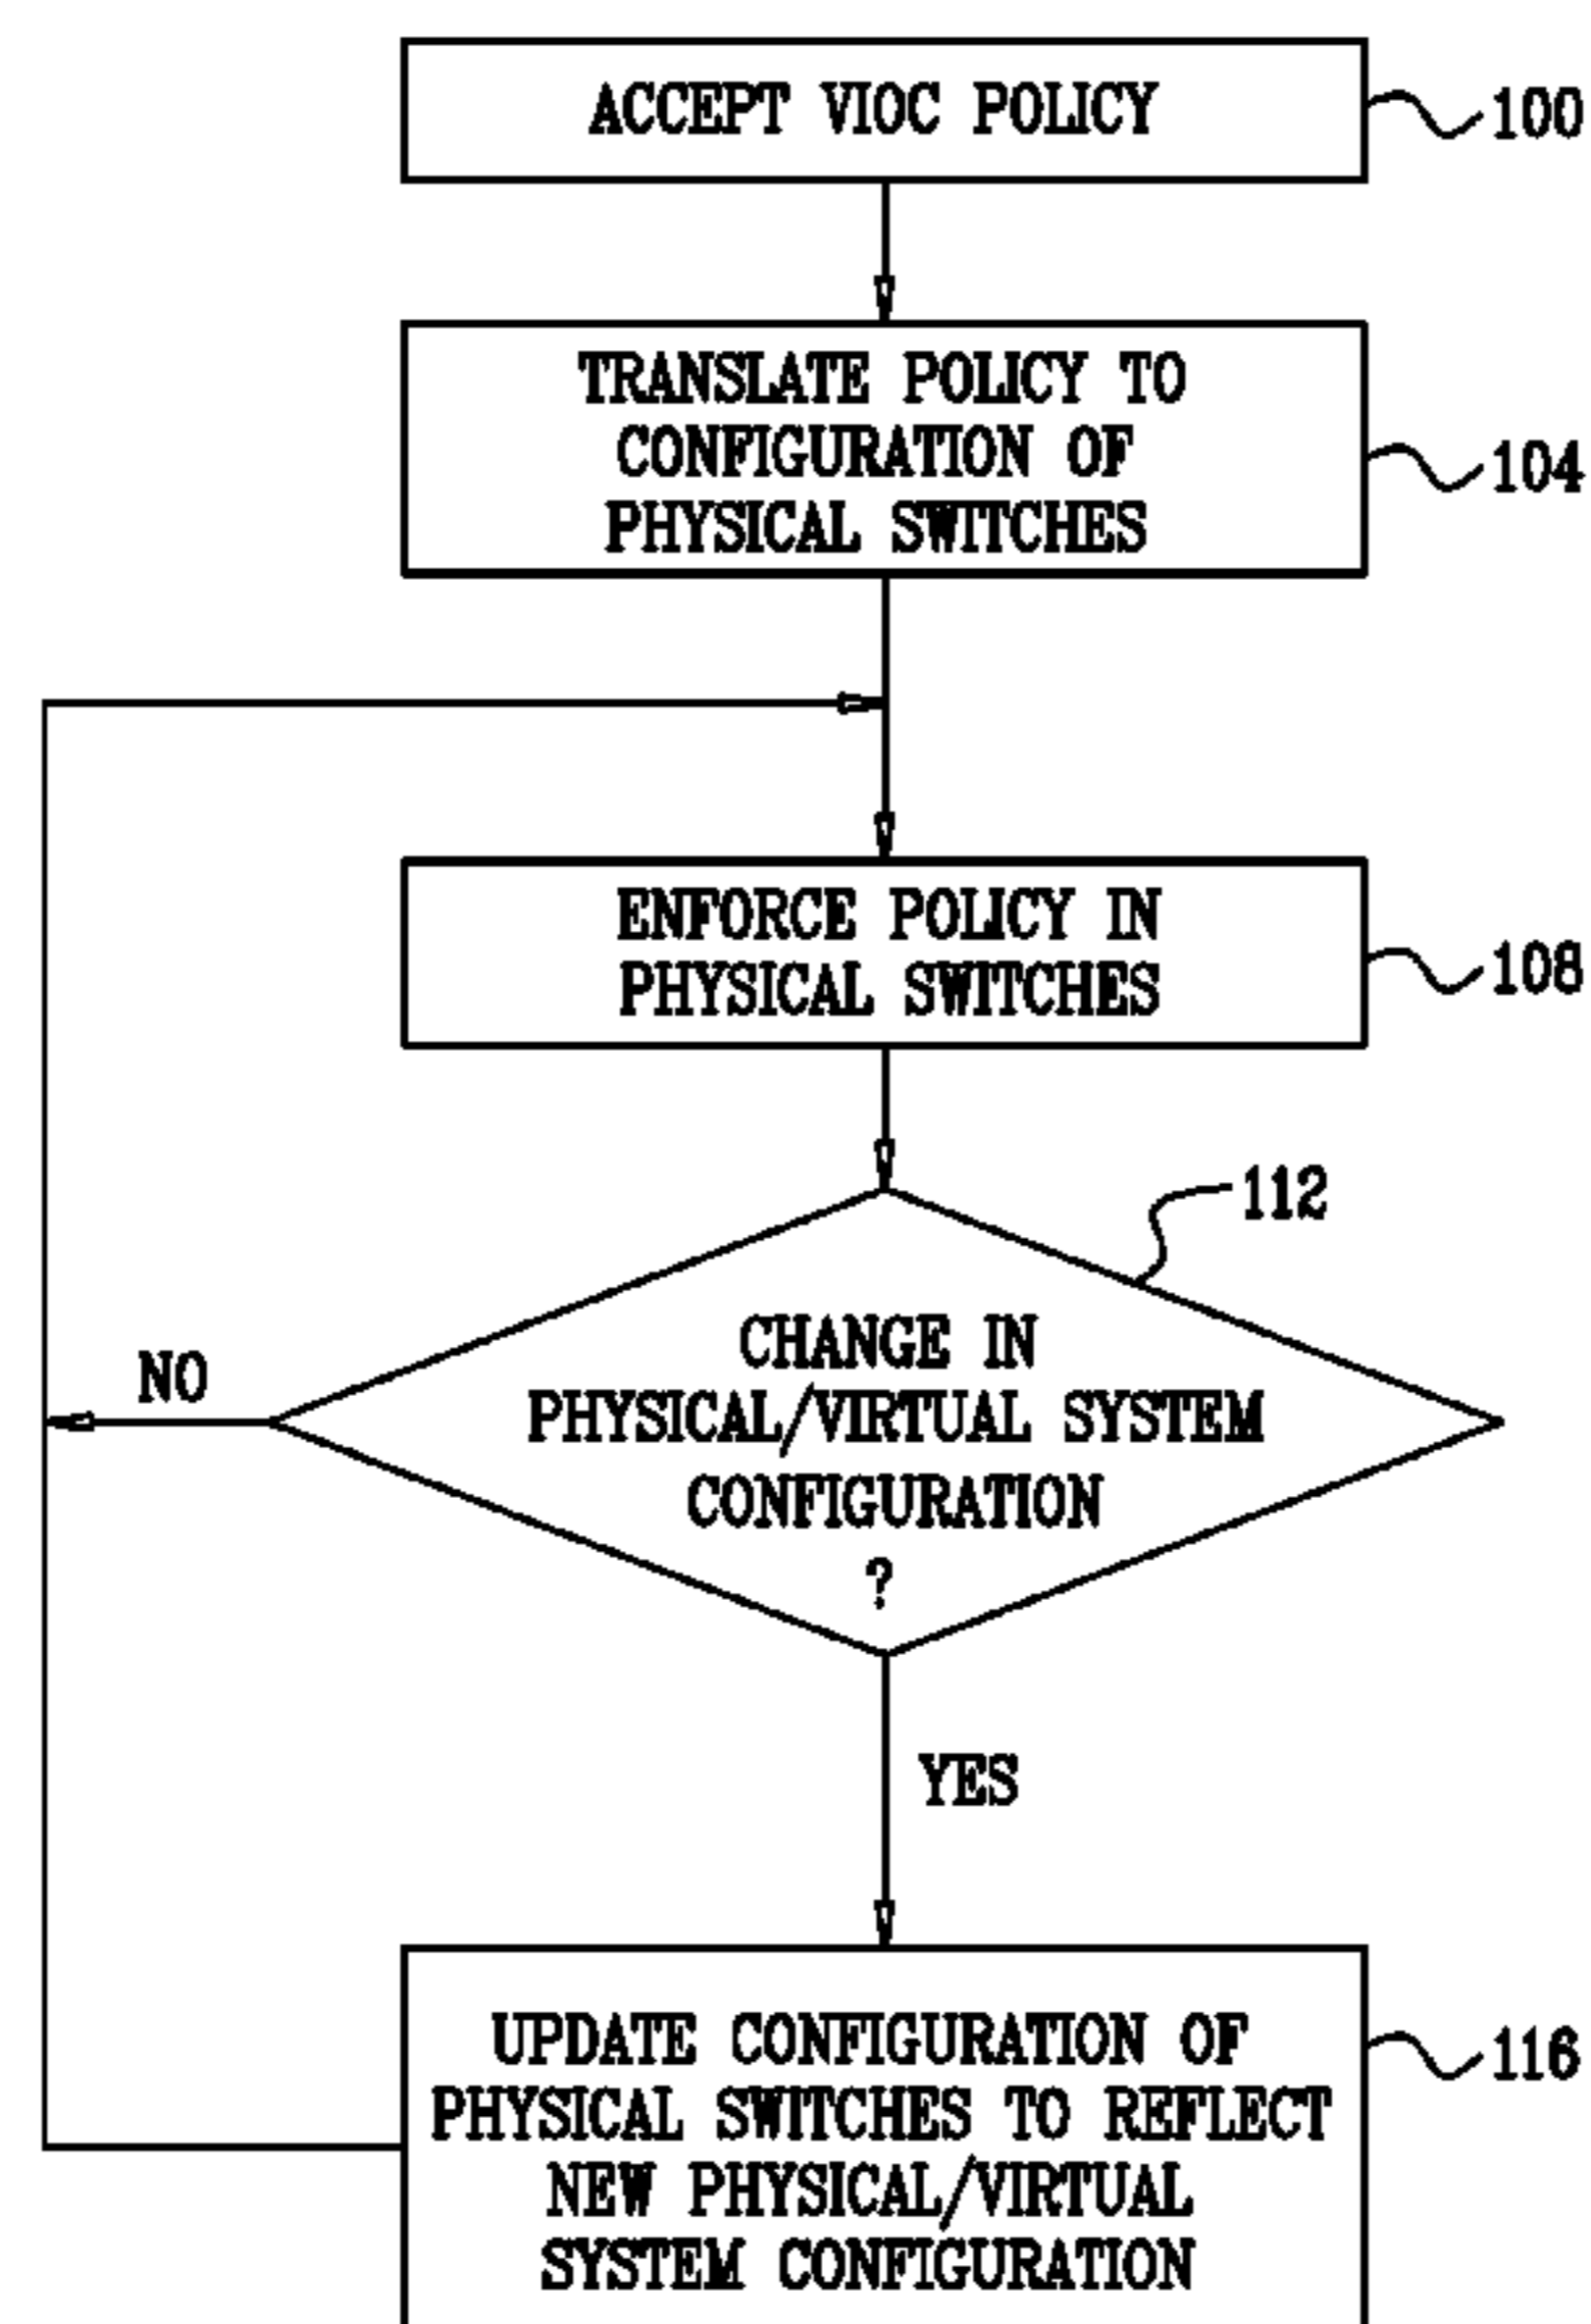 ACCEPT VIOC POLICY
100
TRANSLATE POLICY TO
CONFIGURATION OF
PHYSICAL SWITCHES
104
ENFORCE POLICY IN
PHYSICAL SWITCHES
108
112
CHANGE IN
PHYSICAL/VIRTUAL SYSTEM
CONFIGURATION
?
NO
YES
UPDATE CONFIGURATION OF
PHYSICAL SWITCHES TO REFLECT
NEW PHYSICAL/VIRTUAL
SYSTEM CONFIGURATION
116